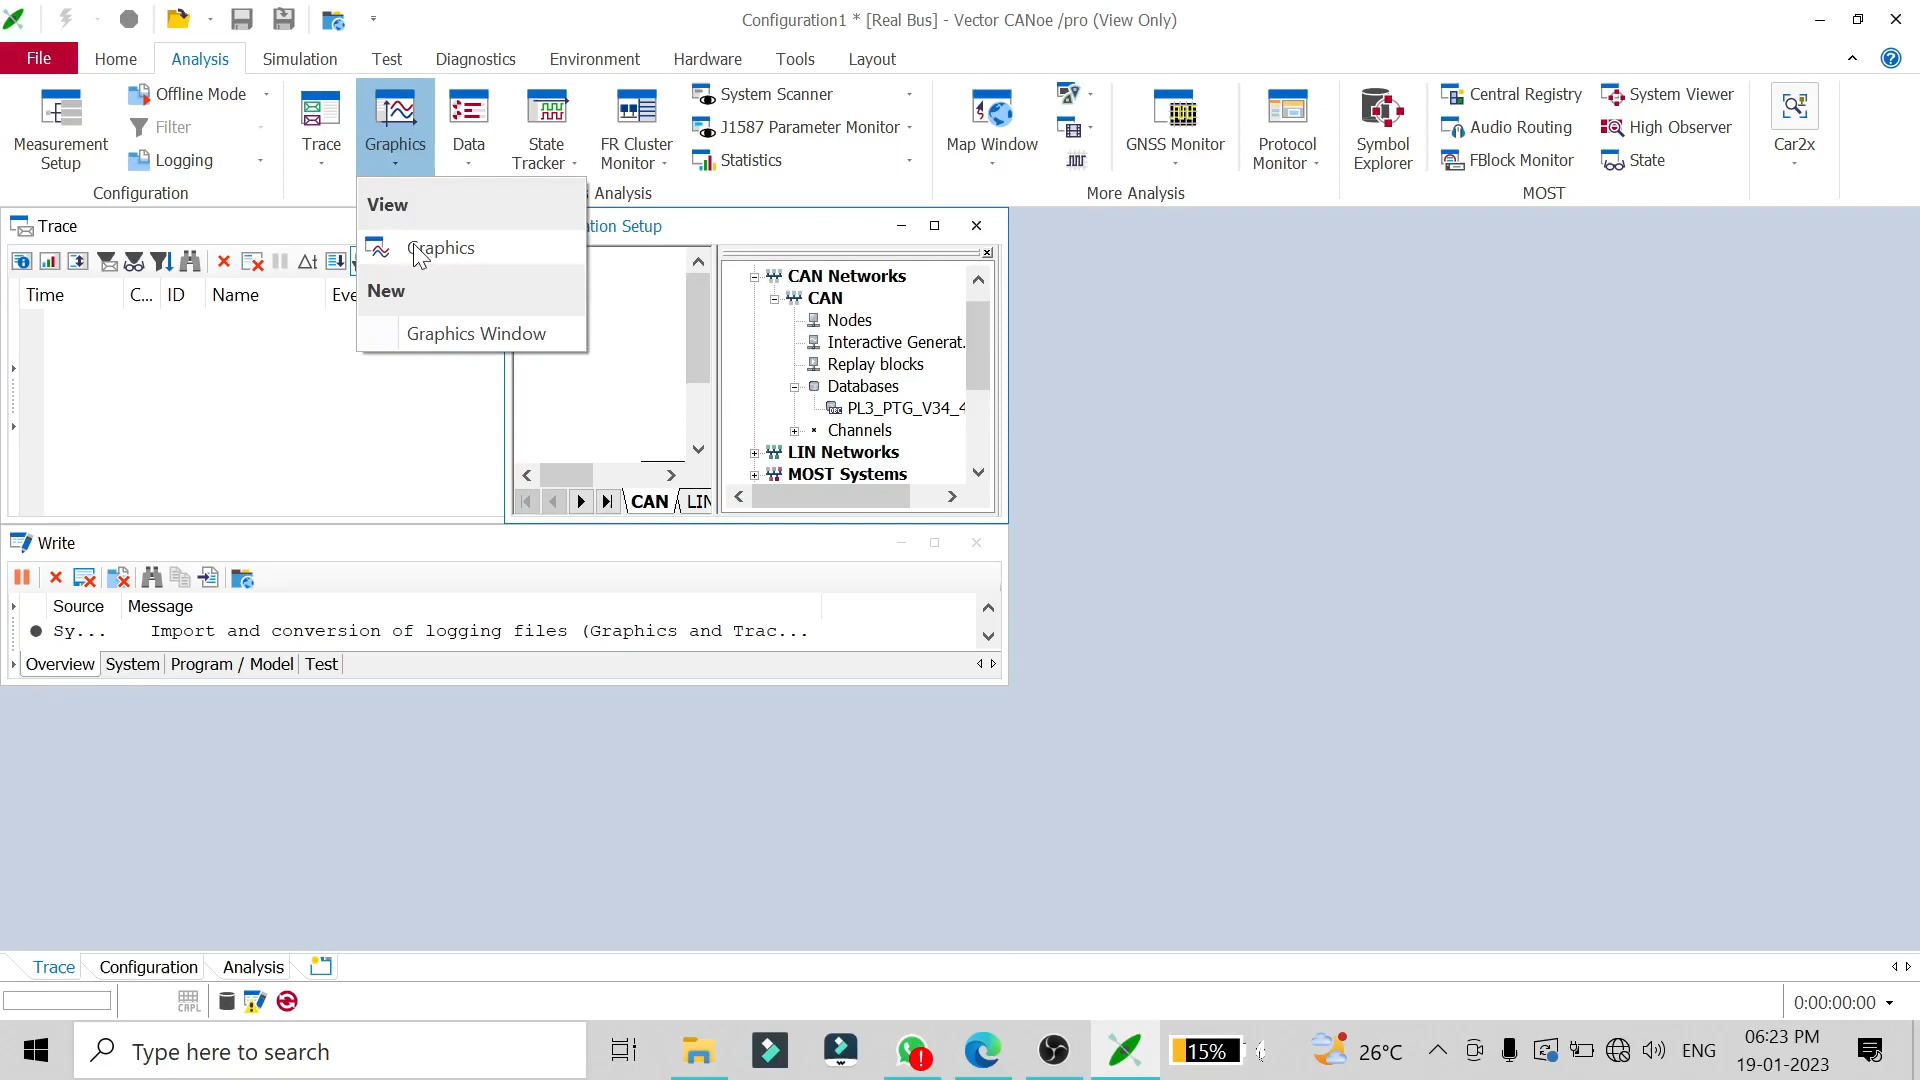 Configuration1 * [Real Bus] - Vector CANoe /pro (View Only)
File Home Analysis Simulation Test Diagnostics Environment Hardware Tools Layout
Measurement Setup
Offline Mode
Filter
Logging
Configuration
Trace
Graphics
Data
State Tracker
FR Cluster Monitor
System Scanner
J1587 Parameter Monitor
Statistics
Analysis
Map Window
GNSS Monitor
Protocol Monitor
More Analysis
Symbol Explorer
Central Registry
Audio Routing
FBlock Monitor
System Viewer
High Observer
State
MOST
Car2x
View
Graphics
New
Graphics Window
Trace
Δt
Time C... ID Name Eve
tion Setup
CAN LIN
CAN Networks
CAN
Nodes
Interactive Generat.
Replay blocks
Databases
PL3_PTG_V34_4
Channels
LIN Networks
MOST Systems
Write
Source Message
Sy... Import and conversion of logging files (Graphics and Trac...
Overview System Program / Model Test
Trace Configuration Analysis
CAPL
0:00:00:00
Type here to search
15%
26°C
ENG
06:23 PM
19-01-2023